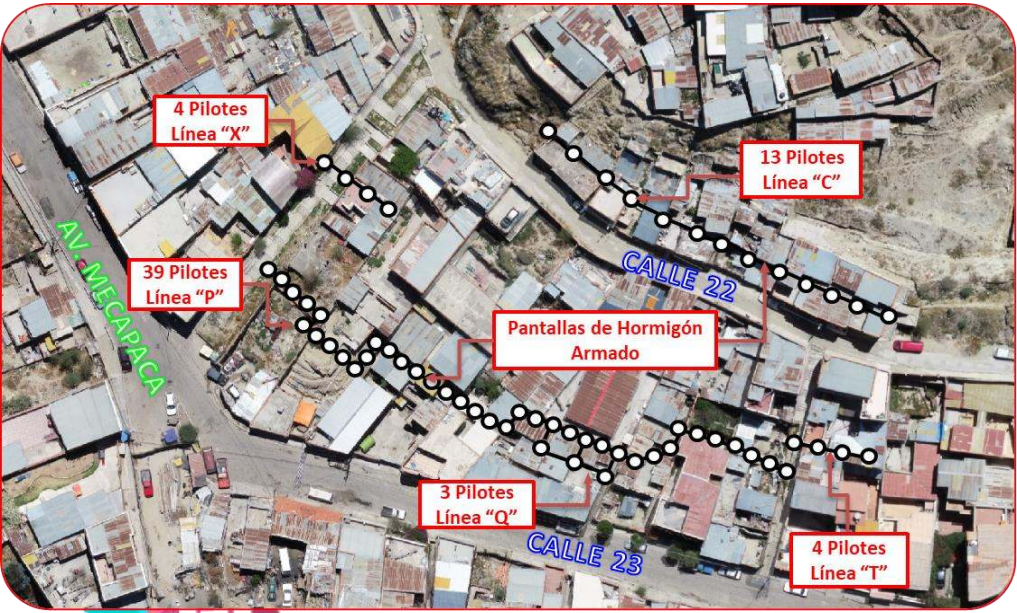 4 Pilotes
Línea “X”
13 Pilotes
Línea “C”
AV. MECAPACA
39 Pilotes
Línea “P”
CALLE 22
Pantallas de Hormigón
Armado
3 Pilotes
Línea “Q”
CALLE 23
4 Pilotes
Línea “T”